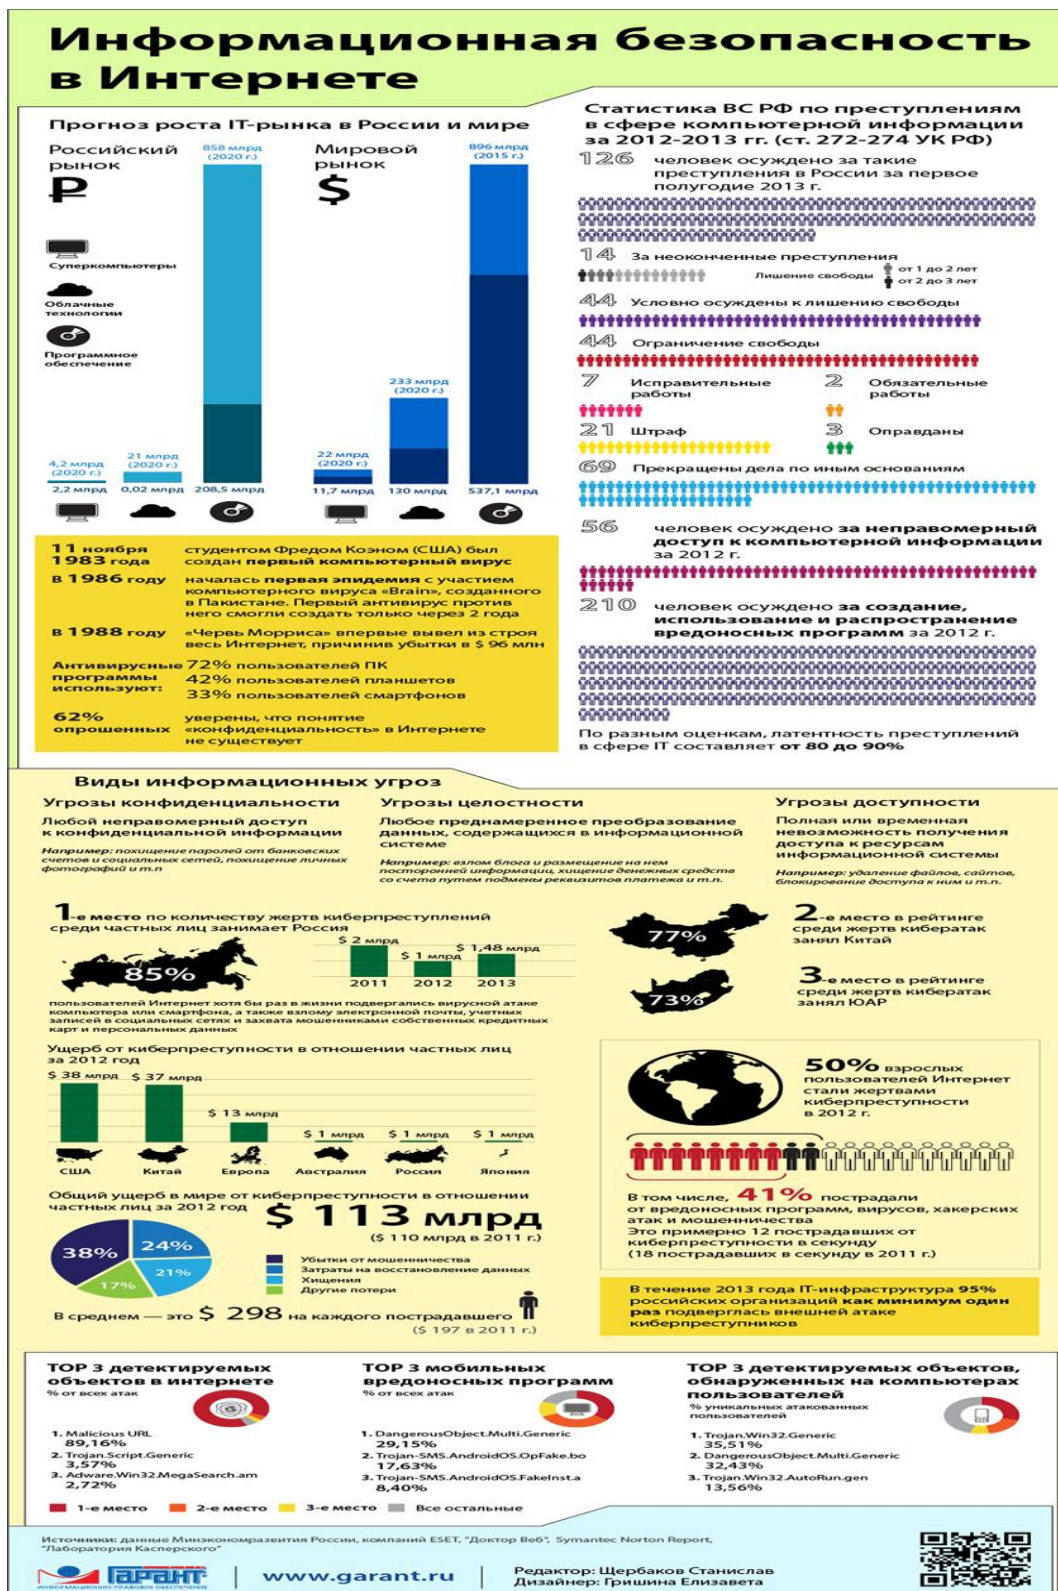 Информационная безопасность
в Интернете
Прогноз роста IT-рынка в России и мире
Российский
рынок
₽
Мировой
рынок
$
858 млрд
(2020 г.)
896 млрд
(2015 г.)
Суперкомпьютеры
Облачные
технологии
Программное
обеспечение
4,2 млрд
(2020 г.)
21 млрд
(2020 г.)
22 млрд
(2020 г.)
233 млрд
(2020 г.)
2,2 млрд
0,02 млрд
208,5 млрд
11,7 млрд
130 млрд
537,1 млрд
11 ноября
1983 года
студентом Фредом Коэном (США) был
создан первый компьютерный вирус
В 1986 году
началась первая эпидемия с участием
компьютерного вируса «Brain», созданного
в Пакистане. Первый антивирус против
него смогли создать только через 2 года
В 1988 году
«Червь Морриса» впервые вывел из строя
весь Интернет, причинив убытки в $ 96 млн
Антивирусные
программы
используют:
72% пользователей ПК
42% пользователей планшетов
33% пользователей смартфонов
62%
опрошенных
уверены, что понятие
«конфиденциальность» в Интернете
не существует
Статистика ВС РФ по преступлениям
в сфере компьютерной информации
за 2012-2013 гг. (ст. 272-274 УК РФ)
126 человек осуждено за такие
преступления в России за первое
полугодие 2013 г.
14 За неоконченные преступления
Лишение свободы
от 1 до 2 лет
от 2 до 3 лет
44 Условно осуждены к лишению свободы
44 Ограничение свободы
7 Исправительные
работы
2 Обязательные
работы
21 Штраф
3 Оправданы
69 Прекращены дела по иным основаниям
56 человек осуждено за неправомерный
доступ к компьютерной информации
за 2012 г.
210 человек осуждено за создание,
использование и распространение
вредоносных программ за 2012 г.
По разным оценкам, латентность преступлений
в сфере IT составляет от 80 до 90%
Виды информационных угроз
Угрозы конфиденциальности
Любой неправомерный доступ
к конфиденциальной информации
Например: похищение паролей от банковских
счетов и социальных сетей, похищение личных
фотографий и т.п
Угрозы целостности
Любое преднамеренное преобразование
данных, содержащихся в информационной
системе
Например: взлом блога и размещение на нем
посторонней информации, хищение денежных средств
со счета путем подмены реквизитов платежа и т.п.
Угрозы доступности
Полная или временная
невозможность получения
доступа к ресурсам
информационной системы
Например: удаление файлов, сайтов,
блокирование доступа к ним и т.п.
1-е место по количеству жертв киберпреступлений
среди частных лиц занимает Россия
85%
$ 2 млрд
$ 1 млрд
$ 1,48 млрд
2011
2012
2013
пользователей Интернет хотя бы раз в жизни подвергались вирусной атаке
компьютера или смартфона, а также взлому электронной почты, учетных
записей в социальных сетях и захвата мошенниками собственных кредитных
карт и персональных данных
77%
2-е место в рейтинге
среди жертв кибератак
занял Китай
73%
3-е место в рейтинге
среди жертв кибератак
занял ЮАР
Ущерб от киберпреступности в отношении частных лиц
за 2012 год
$ 38 млрд
$ 37 млрд
$ 13 млрд
$ 1 млрд
$ 1 млрд
$ 1 млрд
США
Китай
Европа
Австралия
Россия
Япония
Общий ущерб в мире от киберпреступности в отношении
частных лиц за 2012 год
$ 113 млрд
($ 110 млрд в 2011 г.)
38%
24%
21%
17%
Убытки от мошенничества
Затраты на восстановление данных
Хищения
Другие потери
В среднем — это $ 298 на каждого пострадавшего
($ 197 в 2011 г.)
50% взрослых
пользователей Интернет
стали жертвами
киберпреступности
в 2012 г.
В том числе, 41% пострадали
от вредоносных программ, вирусов, хакерских
атак и мошенничества
Это примерно 12 пострадавших от
киберпреступности в секунду
(18 пострадавших в секунду в 2011 г.)
В течение 2013 года IT-инфраструктура 95%
российских организаций как минимум один
раз подверглась внешней атаке
киберпреступников
TOP 3 детектируемых
объектов в интернете
% от всех атак
1. Malicious URL
89,16%
2. Trojan.Script.Generic
3,57%
3. Adware.Win32.MegaSearch.am
2,72%
TOP 3 мобильных
вредоносных программ
% от всех атак
1. DangerousObject.Multi.Generic
29,15%
2. Trojan-SMS.AndroidOS.OpFake.bo
17,63%
3. Trojan-SMS.AndroidOS.FakeInst.a
8,40%
TOP 3 детектируемых объектов,
обнаруженных на компьютерах
пользователей
% уникальных атакованных
пользователей
1. Trojan.Win32.Generic
35,51%
2. DangerousObject.Multi.Generic
32,43%
3. Trojan.Win32.AutoRun.gen
13,56%
1-е место
2-е место
3-е место
Все остальные
Источники: данные Минэкономразвития России, компаний ESET, "Доктор Веб", Symantec Norton Report,
"Лаборатория Касперского"
ГАРАНТ
ИНФОРМАЦИОННО-ПРАВОВОЕ ОБЕСПЕЧЕНИЕ
www.garant.ru
Редактор: Щербаков Станислав
Дизайнер: Гришина Елизавета